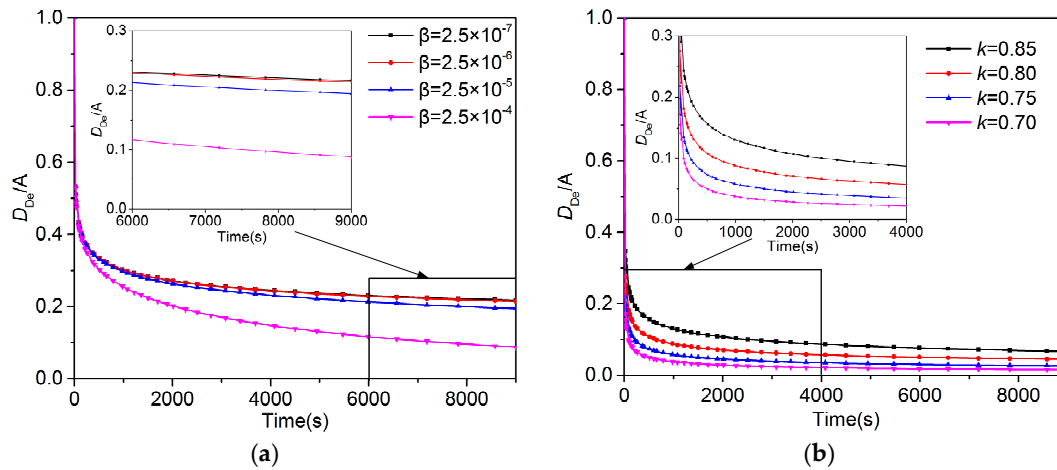 1.0
0.8
0.6
0.4
0.2
0.0
D_De/A
0
2000
4000
6000
8000
Time(s)
β=2.5×10⁻⁷
β=2.5×10⁻⁶
β=2.5×10⁻⁵
β=2.5×10⁻⁴
0.3
0.2
0.1
0.0
D_De/A
6000
7000
8000
9000
Time(s)
(a)
1.0
0.8
0.6
0.4
0.2
0.0
D_De/A
0
2000
4000
6000
8000
Time(s)
k=0.85
k=0.80
k=0.75
k=0.70
0.3
0.2
0.1
0.0
D_De/A
0
1000
2000
3000
4000
Time(s)
(b)